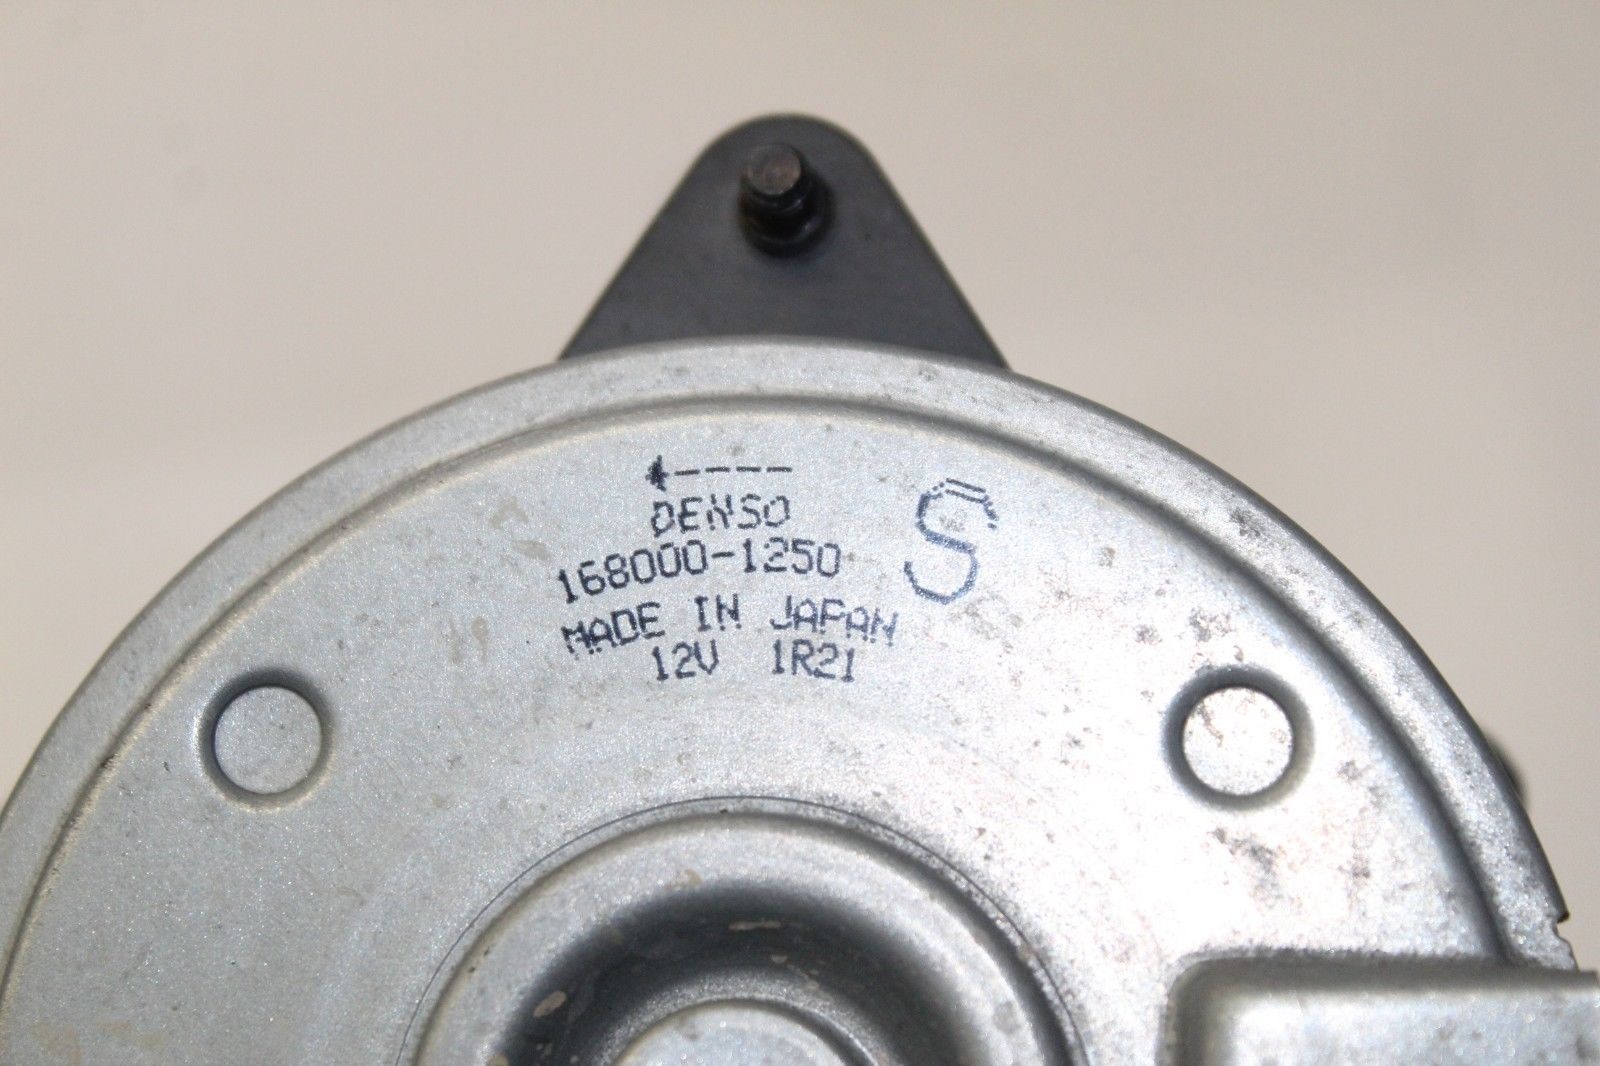 DENSO
168000-1250
S
MADE IN JAPAN
12V 1R21